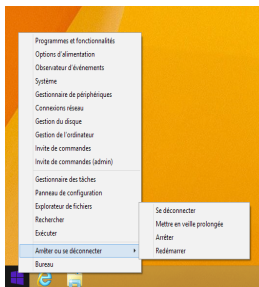 Programmes et fonctionnalités
Options d'alimentation
Observateur d'événements
Système
Gestionnaire de périphériques
Connexions réseau
Gestion du disque
Gestion de l'ordinateur
Invite de commandes
Invite de commandes (admin)
Gestionnaire des tâches
Panneau de configuration
Explorateur de fichiers
Rechercher
Exécuter
Arrêter ou se déconnecter
Bureau
Se déconnecter
Mettre en veille prolongée
Arrêter
Redémarrer